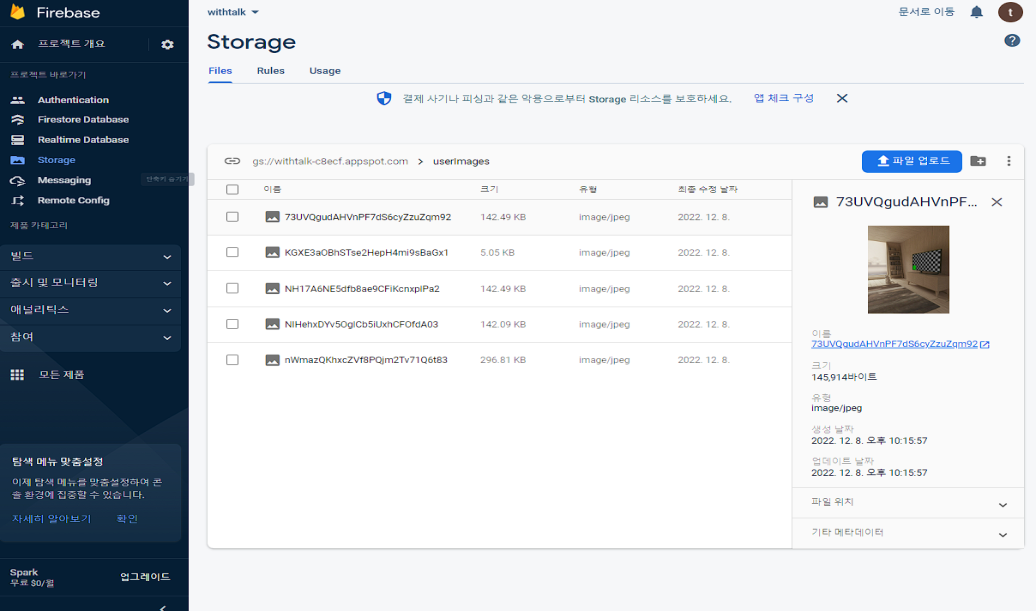 Firebase
프로젝트 개요
프로젝트 바로가기
Authentication
Firestore Database
Realtime Database
Storage
Messaging
Remote Config
제품 카테고리
빌드
출시 및 모니터링
애널리틱스
참여
모든 제품
탐색 메뉴 맞춤설정
이제 탐색 메뉴를 맞춤설정하여 콘
솔 환경에 집중할 수 있습니다.
자세히 알아보기 확인
Spark
무료 $0/월
업그레이드
withtalk
문서로 이동
t
Storage
Files Rules Usage
결제 사기나 피싱과 같은 악용으로부터 Storage 리소스를 보호하세요. 앱 체크 구성
gs://withtalk-c8ecf.appspot.com > userImages
파일 업로드
이름 크기 유형 최종 수정 날짜
73UVQgudAHVnPF7dS6cyZzuZqm92 142.49 KB image/jpeg 2022. 12. 8.
KGXE3aOBhSTse2HepH4mi9sBaGx1 5.05 KB image/jpeg 2022. 12. 8.
NH17A6NE5dfb8ae9CFiKcnxpIPa2 142.49 KB image/jpeg 2022. 12. 8.
NIHehxDYv5OgICb5iUxhCFOfdA03 142.09 KB image/jpeg 2022. 12. 8.
nWmazQKhxcZVf8PQjm2Tv71Q6t83 296.81 KB image/jpeg 2022. 12. 8.
73UVQgudAHVnPF...
이름
73UVQgudAHVnPF7dS6cyZzuZqm92
크기
145,914바이트
유형
image/jpeg
생성 날짜
2022. 12. 8. 오후 10:15:57
업데이트 날짜
2022. 12. 8. 오후 10:15:57
파일 위치
기타 메타데이터